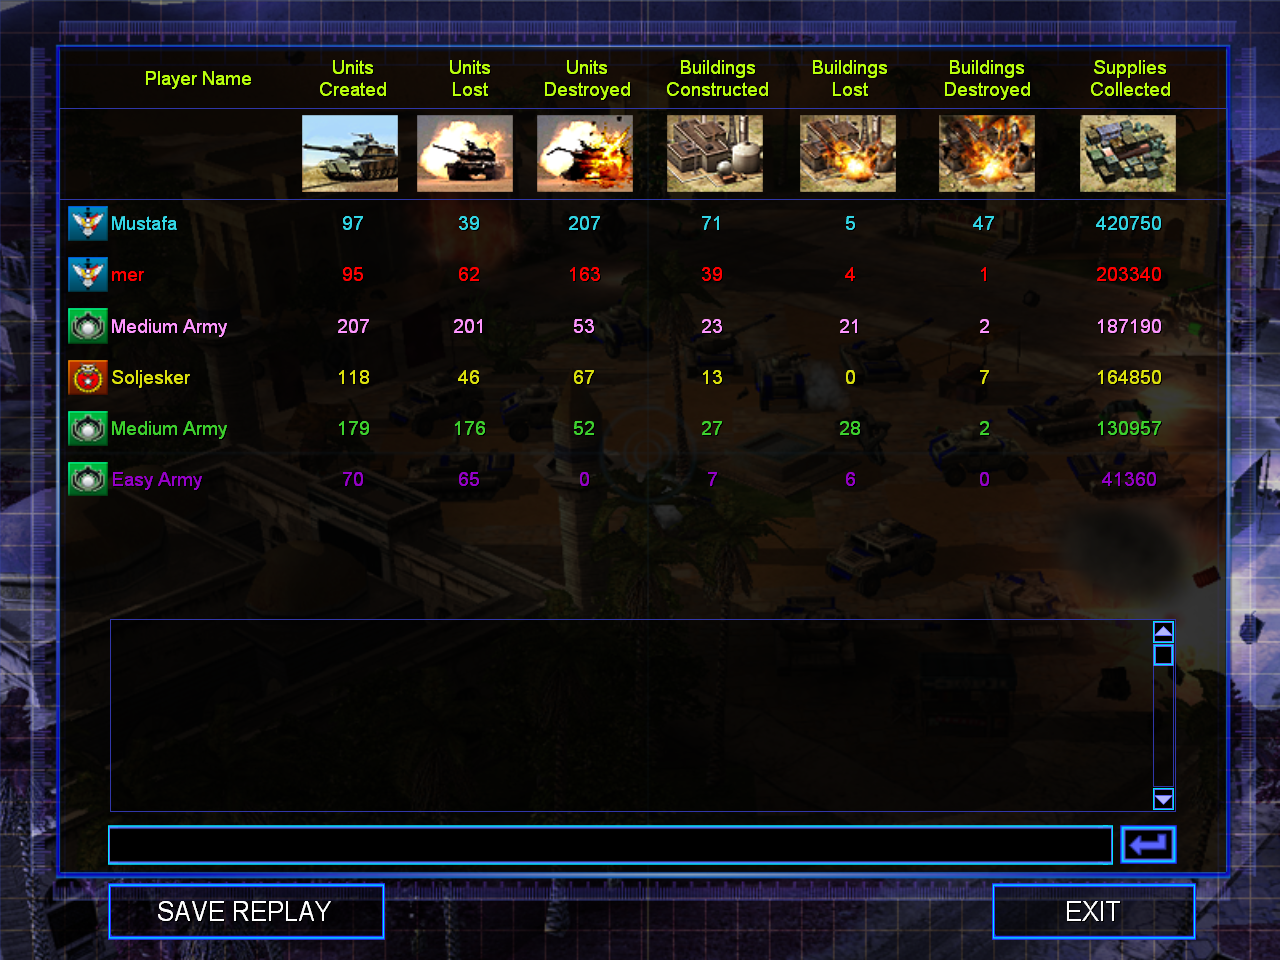 Player Name Units Created Units Lost Units Destroyed Buildings Constructed Buildings Lost Buildings Destroyed Supplies Collected
Mustafa 97 39 207 71 5 47 420750
mer 95 62 163 39 4 1 203340
Medium Army 207 201 53 23 21 2 187190
Soljesker 118 46 67 13 0 7 164850
Medium Army 179 176 52 27 28 2 130957
Easy Army 70 65 0 7 6 0 41360
SAVE REPLAY EXIT